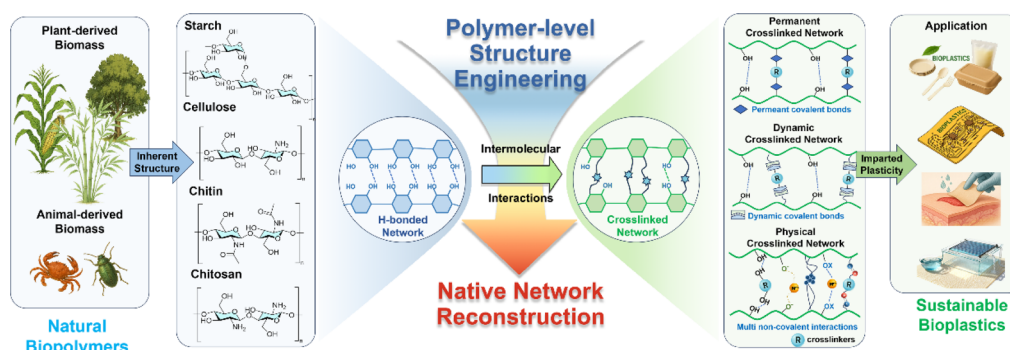 Plant-derived
Biomass
Animal-derived
Biomass
Natural
Biopolymers
Inherent
Structure
Starch
Cellulose
Chitin
Chitosan
Polymer-level
Structure
Engineering
H-bonded
Network
Intermolecular
Interactions
Crosslinked
Network
Native Network
Reconstruction
Permanent
Crosslinked Network
Permeant covalent bonds
Dynamic
Crosslinked Network
Dynamic covalent bonds
Physical
Crosslinked Network
Multi non-covalent interactions
R crosslinkers
Imparted
Plasticity
Application
BIOPLASTICS
BIOPLASTICS
Sustainable
Bioplastics